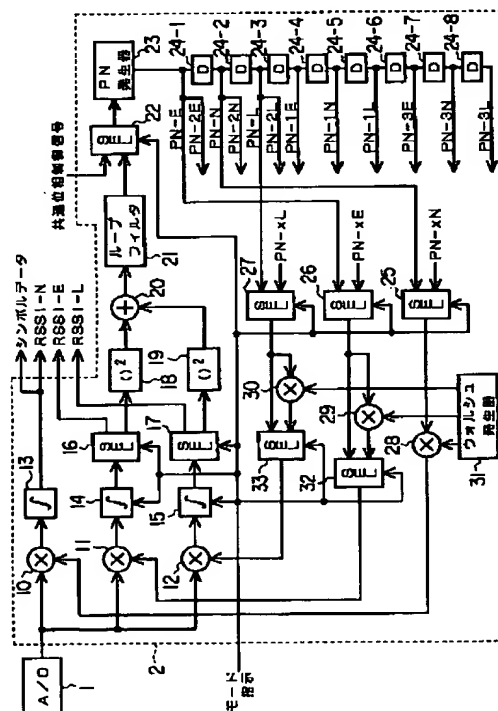 共通位相制御信号
シンボルデータ
RSSI-N
RSSI-E
RSSI-L
PN
発生器
23
22
SEL
ループ
フィルタ
21
20
+
19
18
( )²
( )²
17
16
SEL
SEL
13
14
15
∫
∫
∫
10
11
12
×
×
×
A/D
1
2
モード
指定
24-1
24-2
24-3
24-4
24-5
24-6
24-7
24-8
D
D
D
D
D
D
D
D
PN-E
PN-2E
PN-N
PN-2N
PN-L
PN-2L
PN-1E
PN-1N
PN-1L
PN-3E
PN-3N
PN-3L
27
SEL
PN-xL
26
SEL
PN-xE
25
SEL
PN-xN
30
×
29
×
28
×
33
SEL
32
SEL
ウォルシュ
発生器
31